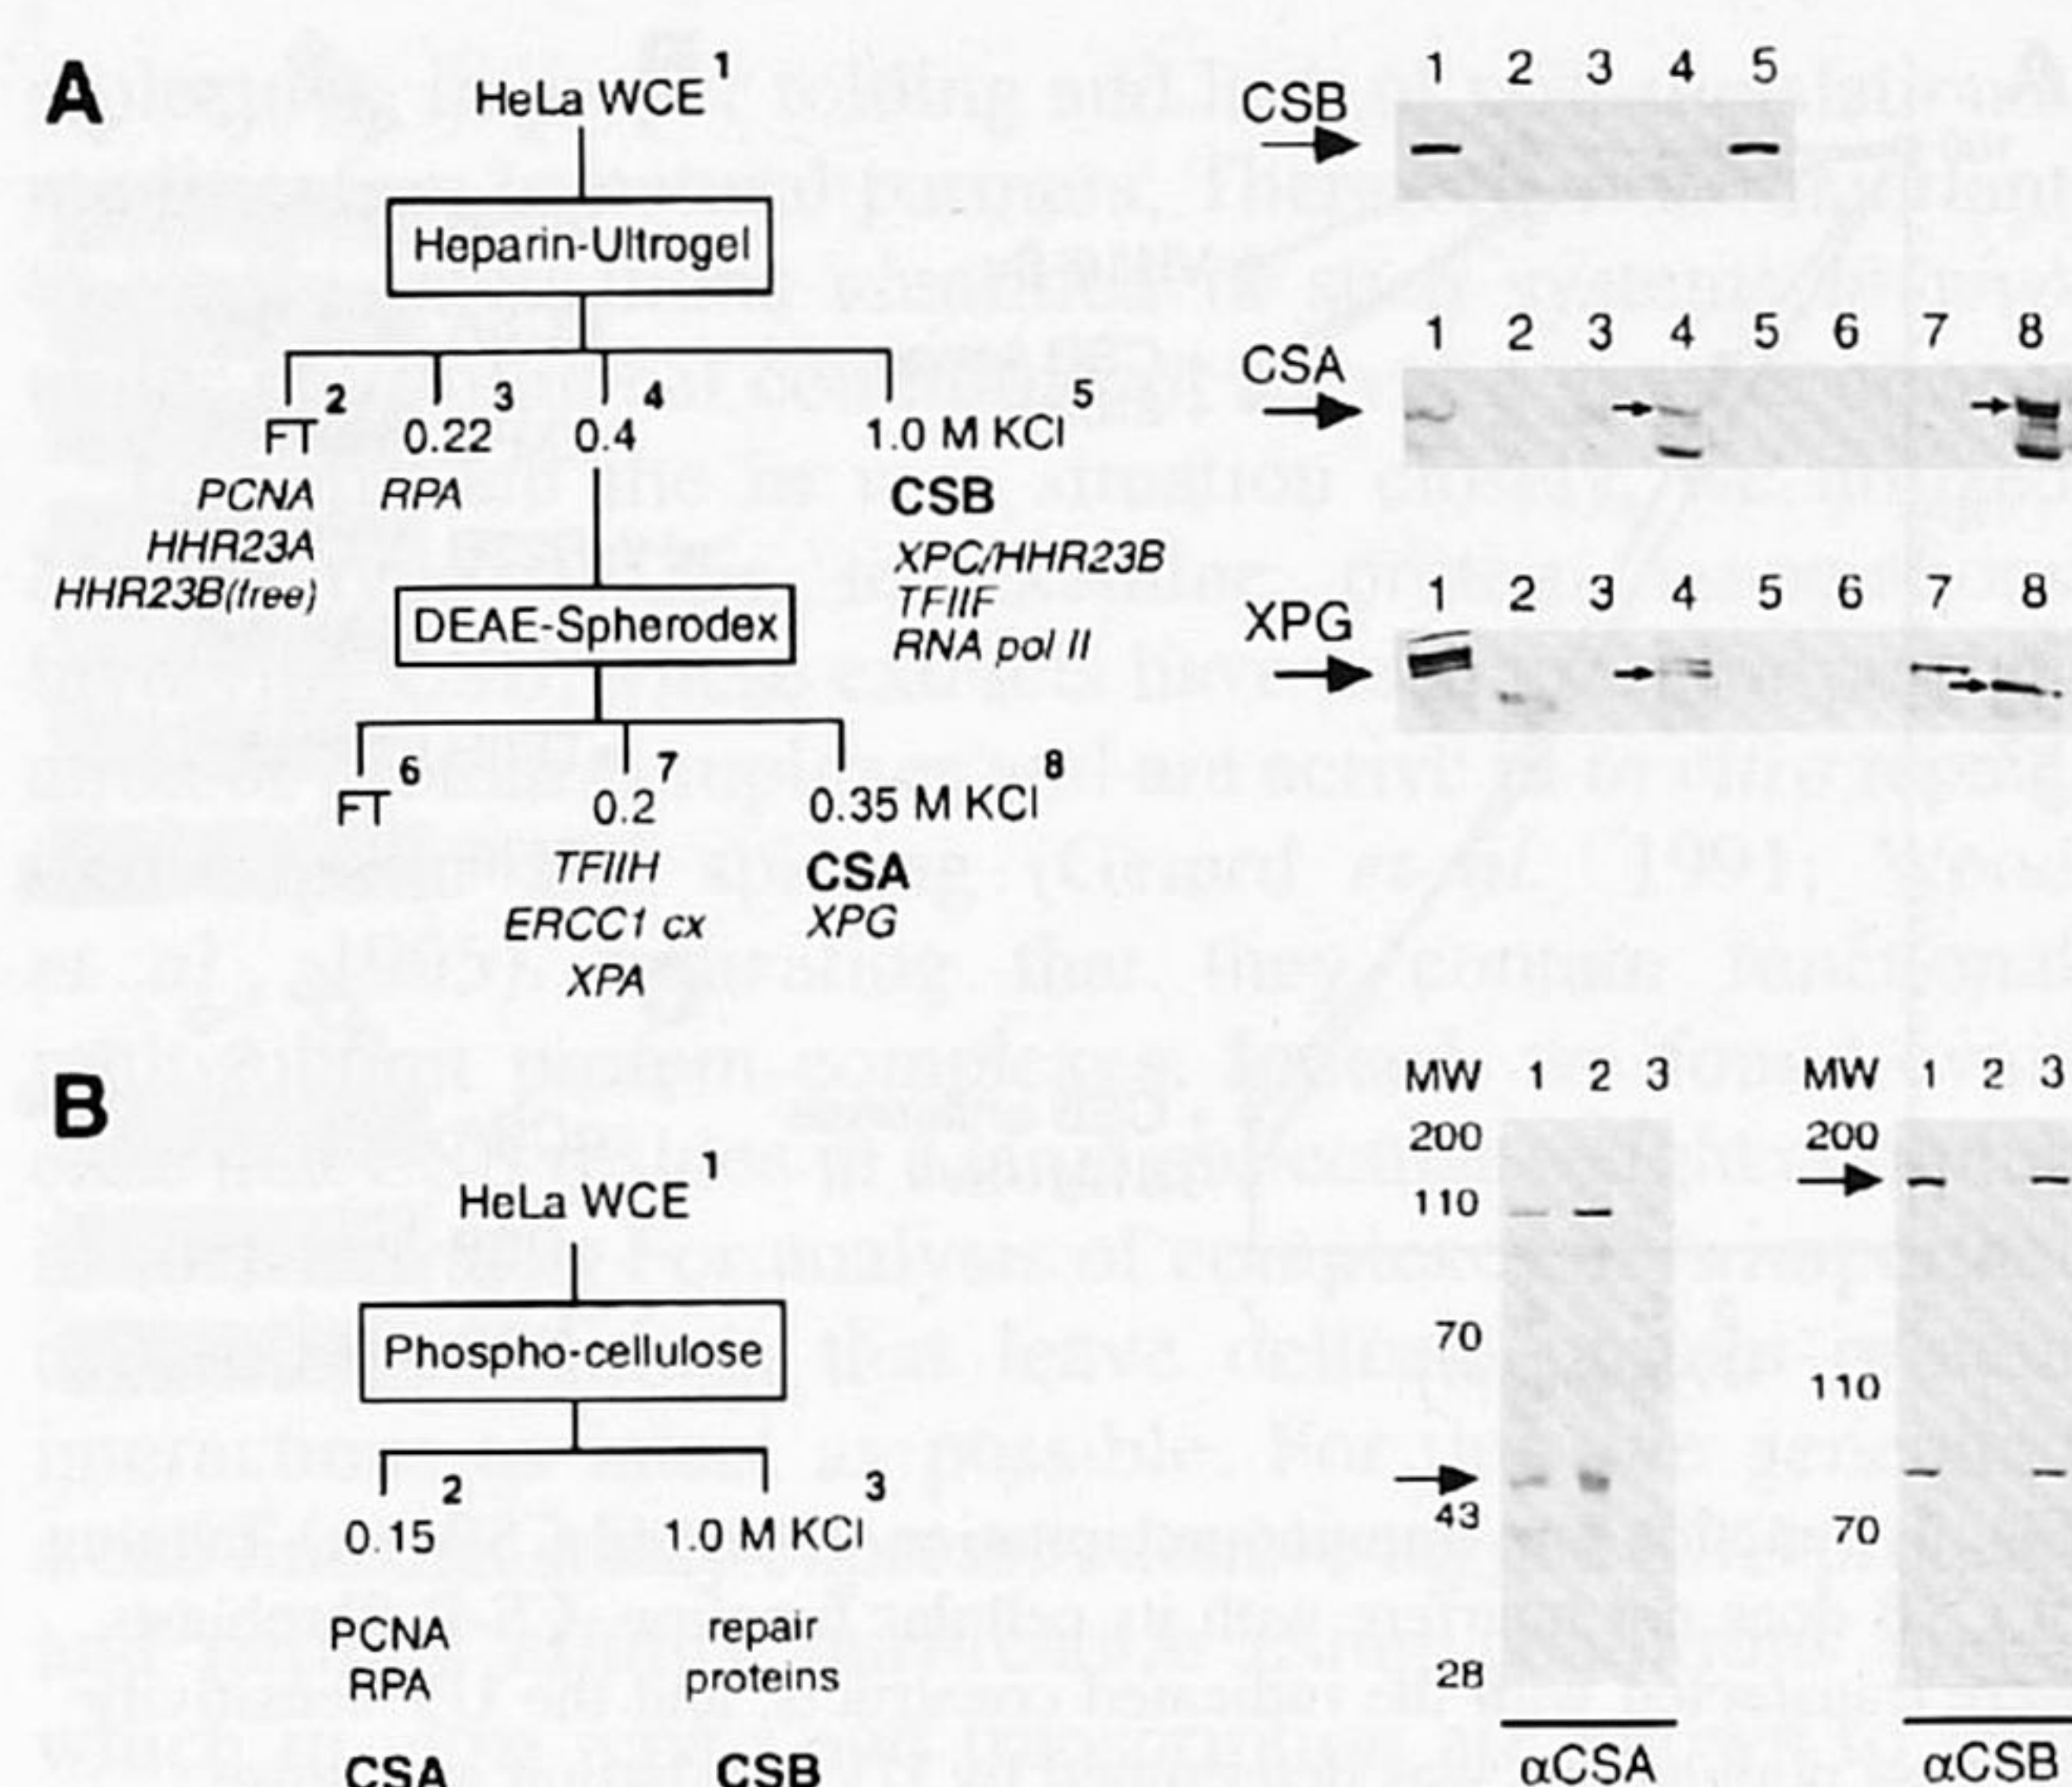 A
HeLa WCE 1
Heparin-Ultrogel
2 3 4 5
FT 0.22 0.4 1.0 M KCl
PCNA RPA CSB
HHR23A XPC/HHR23B
HHR23B(free) TFIIF
RNA pol II
DEAE-Spherodex
6 7 8
FT 0.2 0.35 M KCl
TFIIH CSA
ERCC1 cx XPG
XPA
1 2 3 4 5
CSB
1 2 3 4 5 6 7 8
CSA
1 2 3 4 5 6 7 8
XPG
B
HeLa WCE 1
Phospho-cellulose
2 3
0.15 1.0 M KCl
PCNA repair
RPA proteins
CSA CSB
MW 1 2 3
200
110
70
43
28
αCSA
MW 1 2 3
200
110
70
αCSB